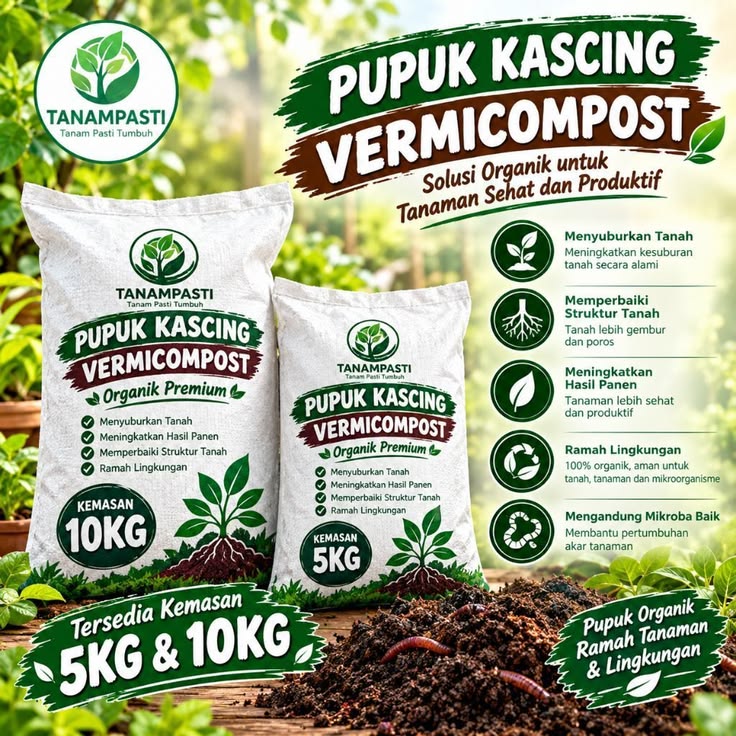 TANAMPASTI
Tanam Pasti Tumbuh
PUPUK KASCING
VERMICOMPOST
Solusi Organik untuk
Tanaman Sehat dan Produktif
Menyuburkan Tanah
Meningkatkan kesuburan
tanah secara alami
Memperbaiki
Struktur Tanah
Tanah lebih gembur
dan poros
Meningkatkan
Hasil Panen
Tanaman lebih sehat
dan produktif
Ramah Lingkungan
100% organik, aman untuk
tanah, tanaman dan mikroorganisme
Mengandung Mikroba Baik
Membantu pertumbuhan
akar tanaman
TANAMPASTI
Tanam Pasti Tumbuh
PUPUK KASCING
VERMICOMPOST
Organik Premium
Menyuburkan Tanah
Meningkatkan Hasil Panen
Memperbaiki Struktur Tanah
Ramah Lingkungan
KEMASAN
10KG
TANAMPASTI
Tanam Pasti Tumbuh
PUPUK KASCING
VERMICOMPOST
Organik Premium
Menyuburkan Tanah
Meningkatkan Hasil Panen
Memperbaiki Struktur Tanah
Ramah Lingkungan
KEMASAN
5KG
Tersedia Kemasan
5KG & 10KG
Pupuk Organik
Ramah Tanaman
& Lingkungan